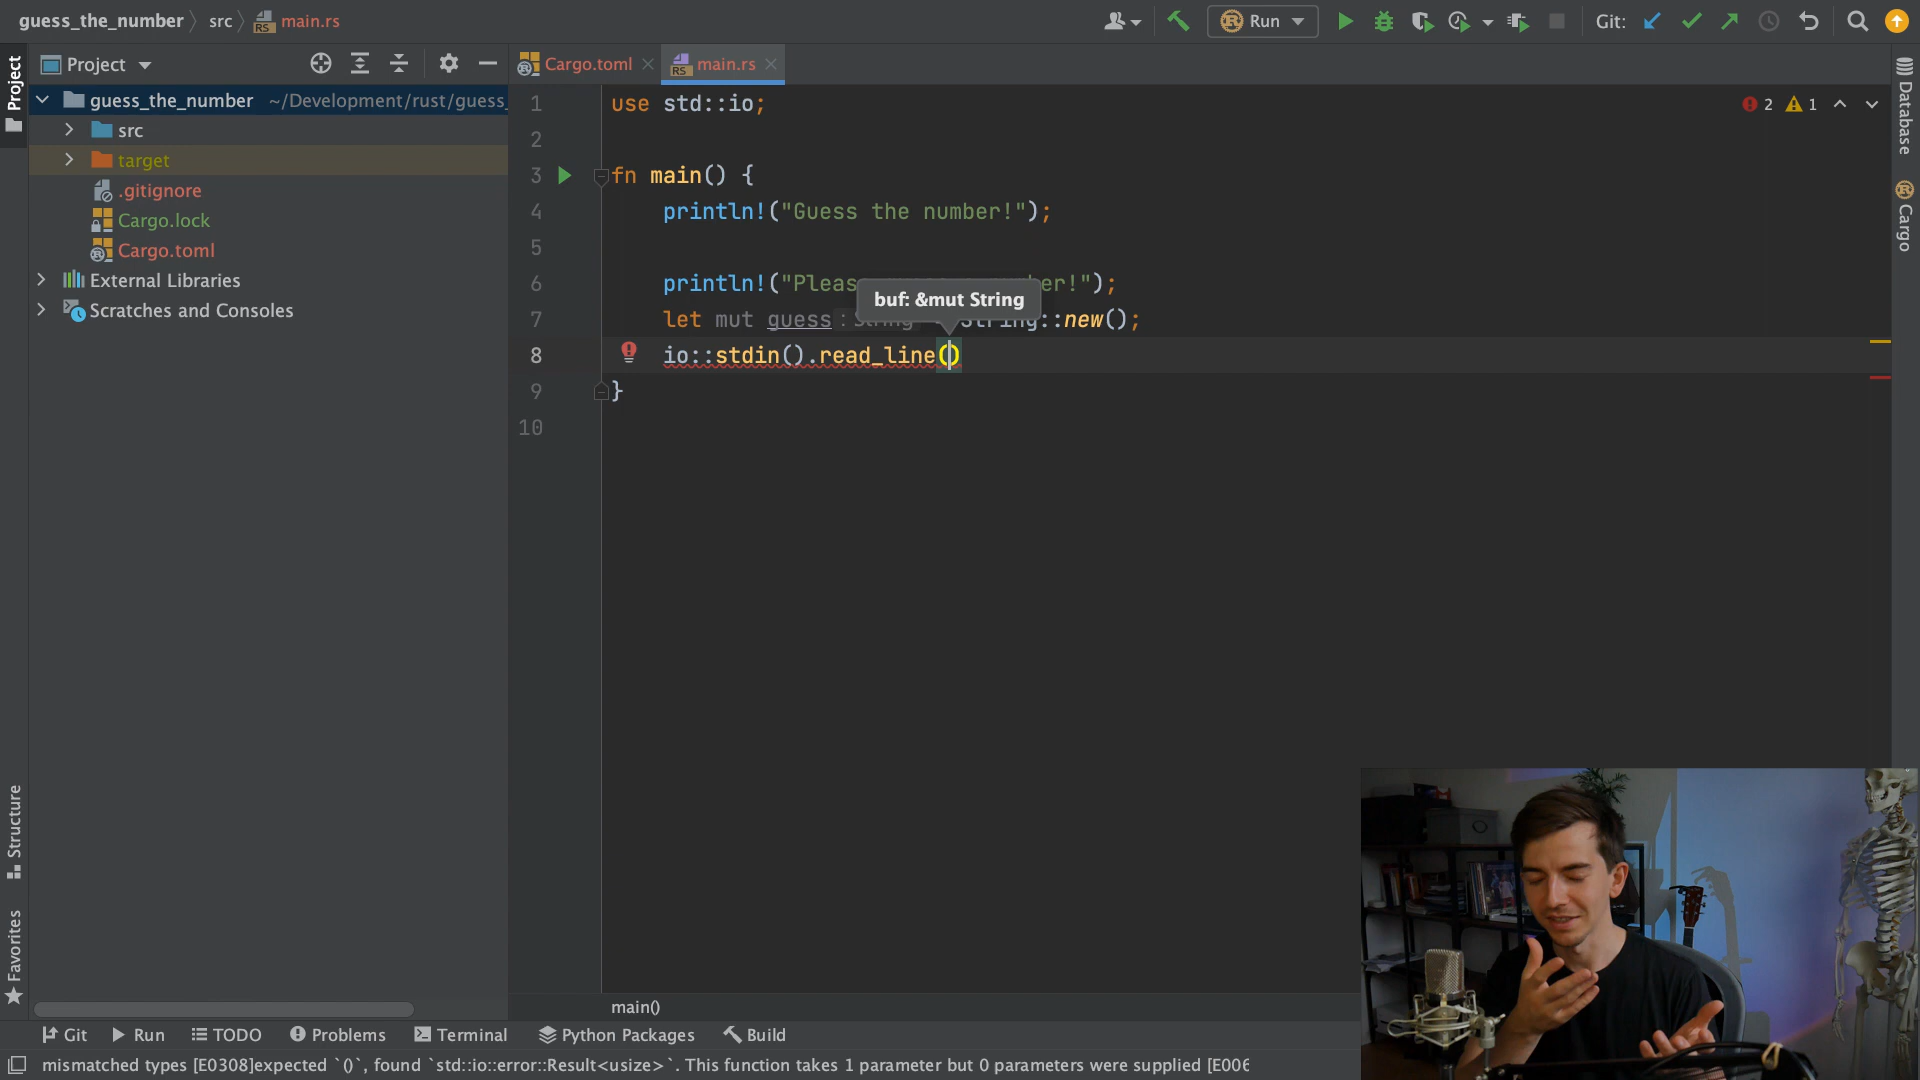 guess_the_number
src
main.rs
Run
Git:
Project
Project
Cargo.toml
main.rs
guess_the_number ~/Development/rust/guess_
src
target
.gitignore
Cargo.lock
Cargo.toml
External Libraries
Scratches and Consoles
1 use std::io;
2
3 fn main() {
4 println!("Guess the number!");
5
6 println!("Pleas er!");
buf: &mut String
7 let mut guess: String String::new();
8 io::stdin().read_line()
9 }
10
2 1
Database
Cargo
Structure
Favorites
main()
Git
Run
TODO
Problems
Terminal
Python Packages
Build
mismatched types [E0308]expected `()`, found `std::io::error::Result<usize>`. This function takes 1 parameter but 0 parameters were supplied [E006